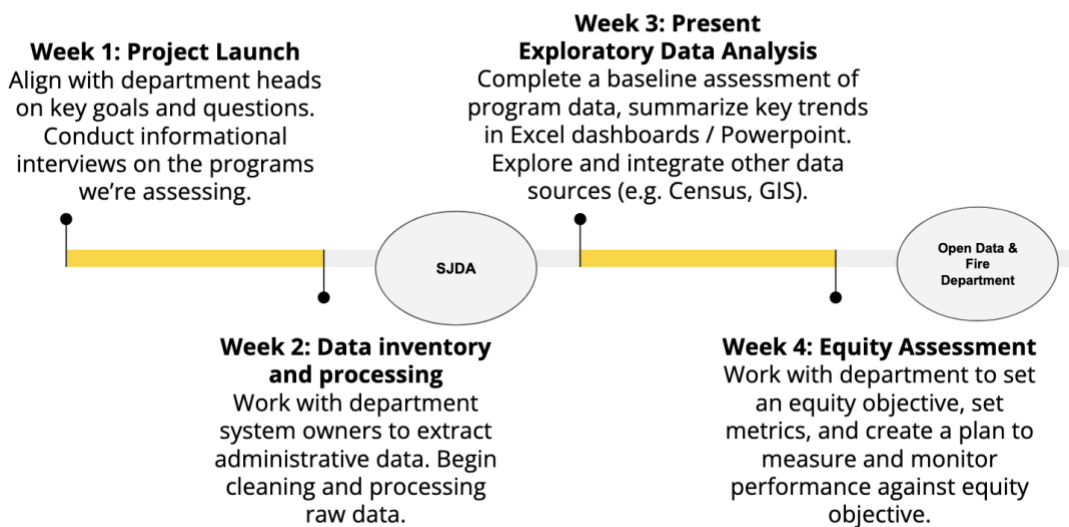 Week 1: Project Launch
Align with department heads
on key goals and questions.
Conduct informational
interviews on the programs
we’re assessing.
Week 3: Present
Exploratory Data Analysis
Complete a baseline assessment of
program data, summarize key trends
in Excel dashboards / Powerpoint.
Explore and integrate other data
sources (e.g. Census, GIS).
SJDA
Open Data &
Fire
Department
Week 2: Data inventory
and processing
Work with department
system owners to extract
administrative data. Begin
cleaning and processing
raw data.
Week 4: Equity Assessment
Work with department to set
an equity objective, set
metrics, and create a plan to
measure and monitor
performance against equity
objective.